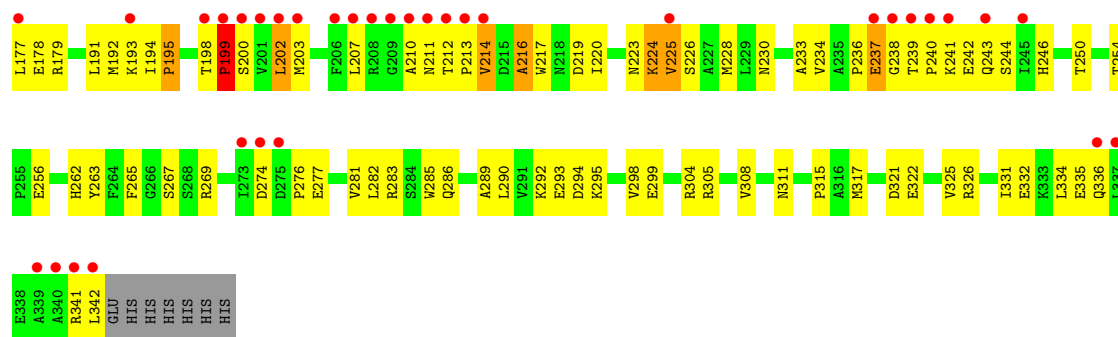 L177 E178 R179 L191 M192 K193 I194 P195 T198 P199 S200 V201 L202 M203 F206 L207 R208 G209 A210 N211 T212 P213 V214 D215 A216 W217 N218 D219 I220 N223 K224 V225 S226 A227 M228 L229 N230 A233 V234 A235 P236 E237 G238 T239 P240 K241 E242 Q243 S244 I245 H246 T250 T254
P255 E256 H262 Y263 F264 F265 G266 S267 S268 R269 I273 D274 D275 P276 E277 V281 L282 R283 S284 W285 Q286 A289 L290 V291 K292 E293 D294 K295 V298 E299 R304 R305 V308 N311 P315 A316 M317 D321 E322 V325 R326 I331 E332 K333 L334 E335 Q336
E338 A339 A340 R341 L342 GLU HIS HIS HIS HIS HIS HIS